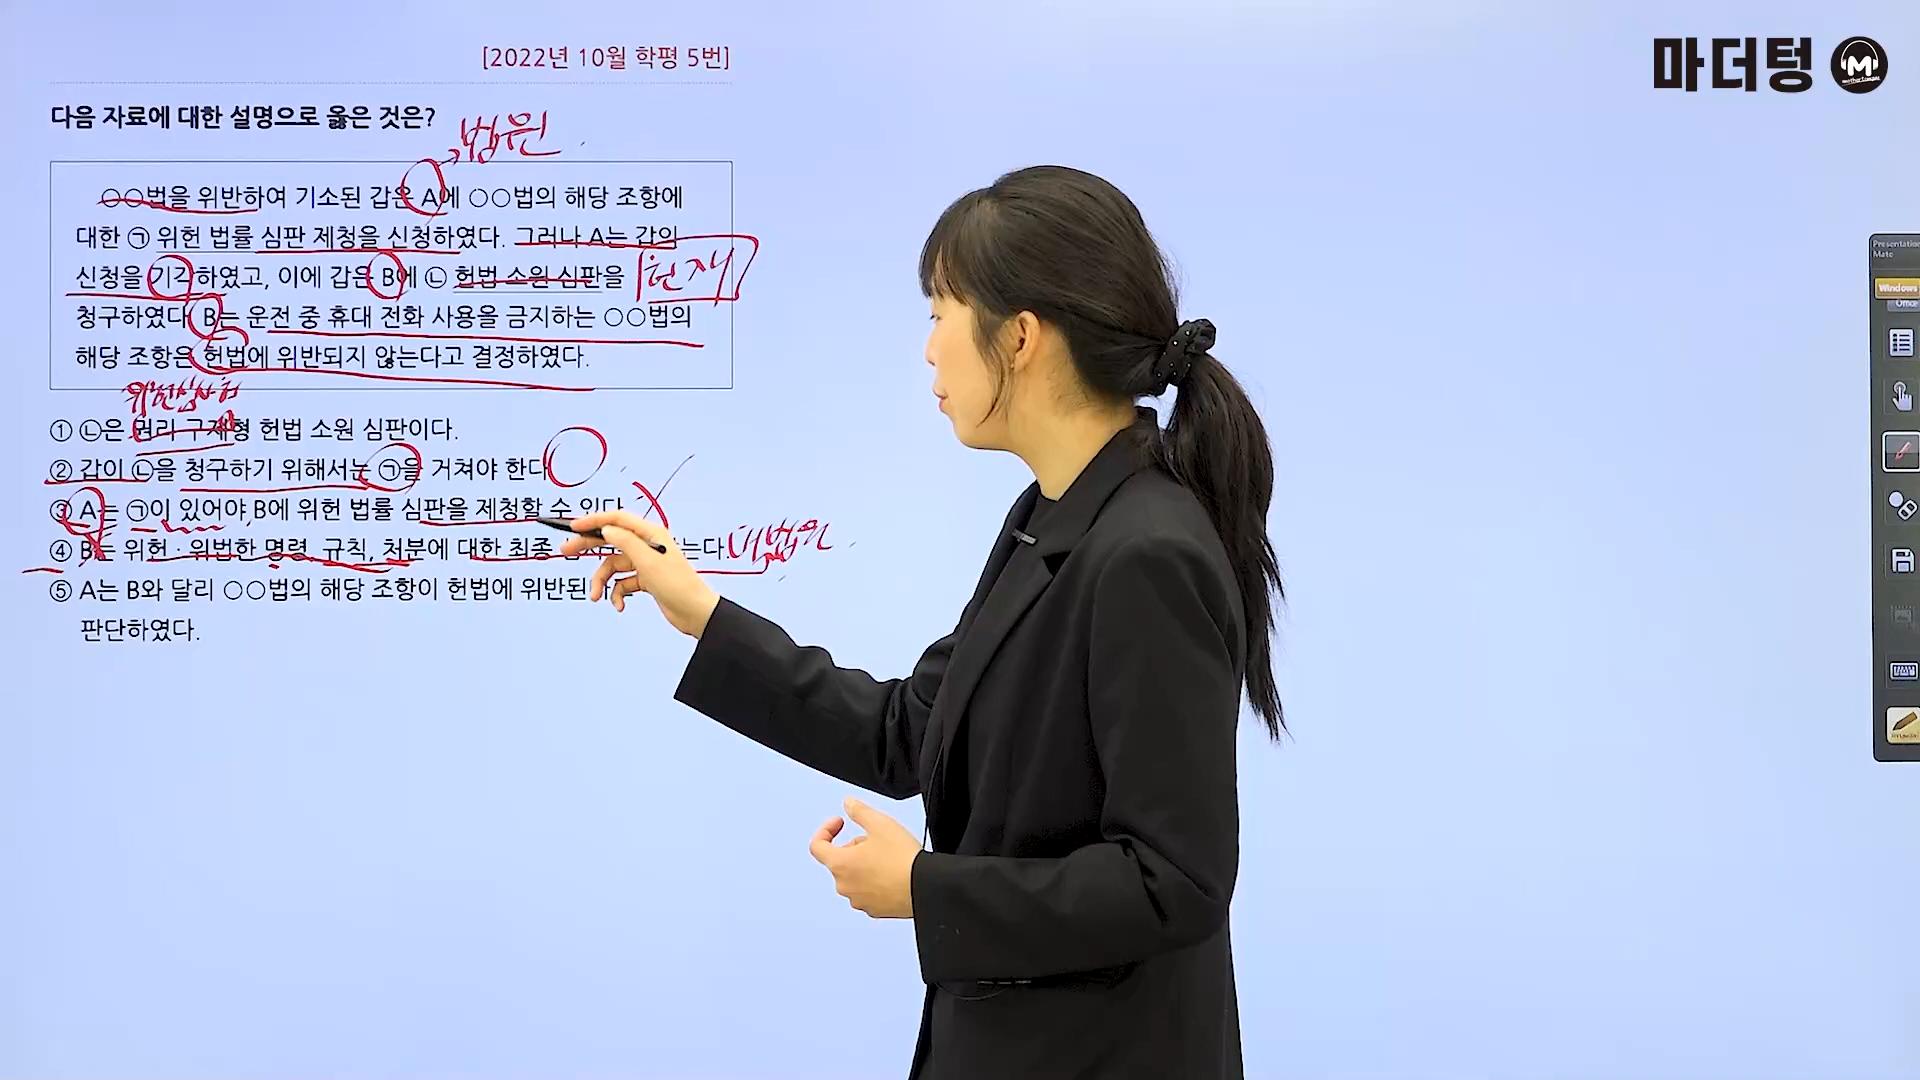 [2022년 10월 학평 5번]
마더텅
다음 자료에 대한 설명으로 옳은 것은?
법원
○○법을 위반하여 기소된 갑은 A에 ○○법의 해당 조항에
대한 ㉠ 위헌 법률 심판 제청을 신청하였다. 그러나 A는 갑의
신청을 기각하였고, 이에 갑은 B에 ㉡ 헌법 소원 심판을
헌재
청구하였다. B는 운전 중 휴대 전화 사용을 금지하는 ○○법의
해당 조항은 헌법에 위반되지 않는다고 결정하였다.
위헌심사형
① ㉡은 권리 구제형 헌법 소원 심판이다.
② 갑이 ㉡을 청구하기 위해서는 ㉠을 거쳐야 한다
③ A는 ㉠이 있어야 B에 위헌 법률 심판을 제청할 수 있다
④ B는 위헌·위법한 명령, 규칙, 처분에 대한 최종 는다.
대법원
⑤ A는 B와 달리 ○○법의 해당 조항이 헌법에 위반된
판단하였다.
Presentation
Mate
Windows
Office